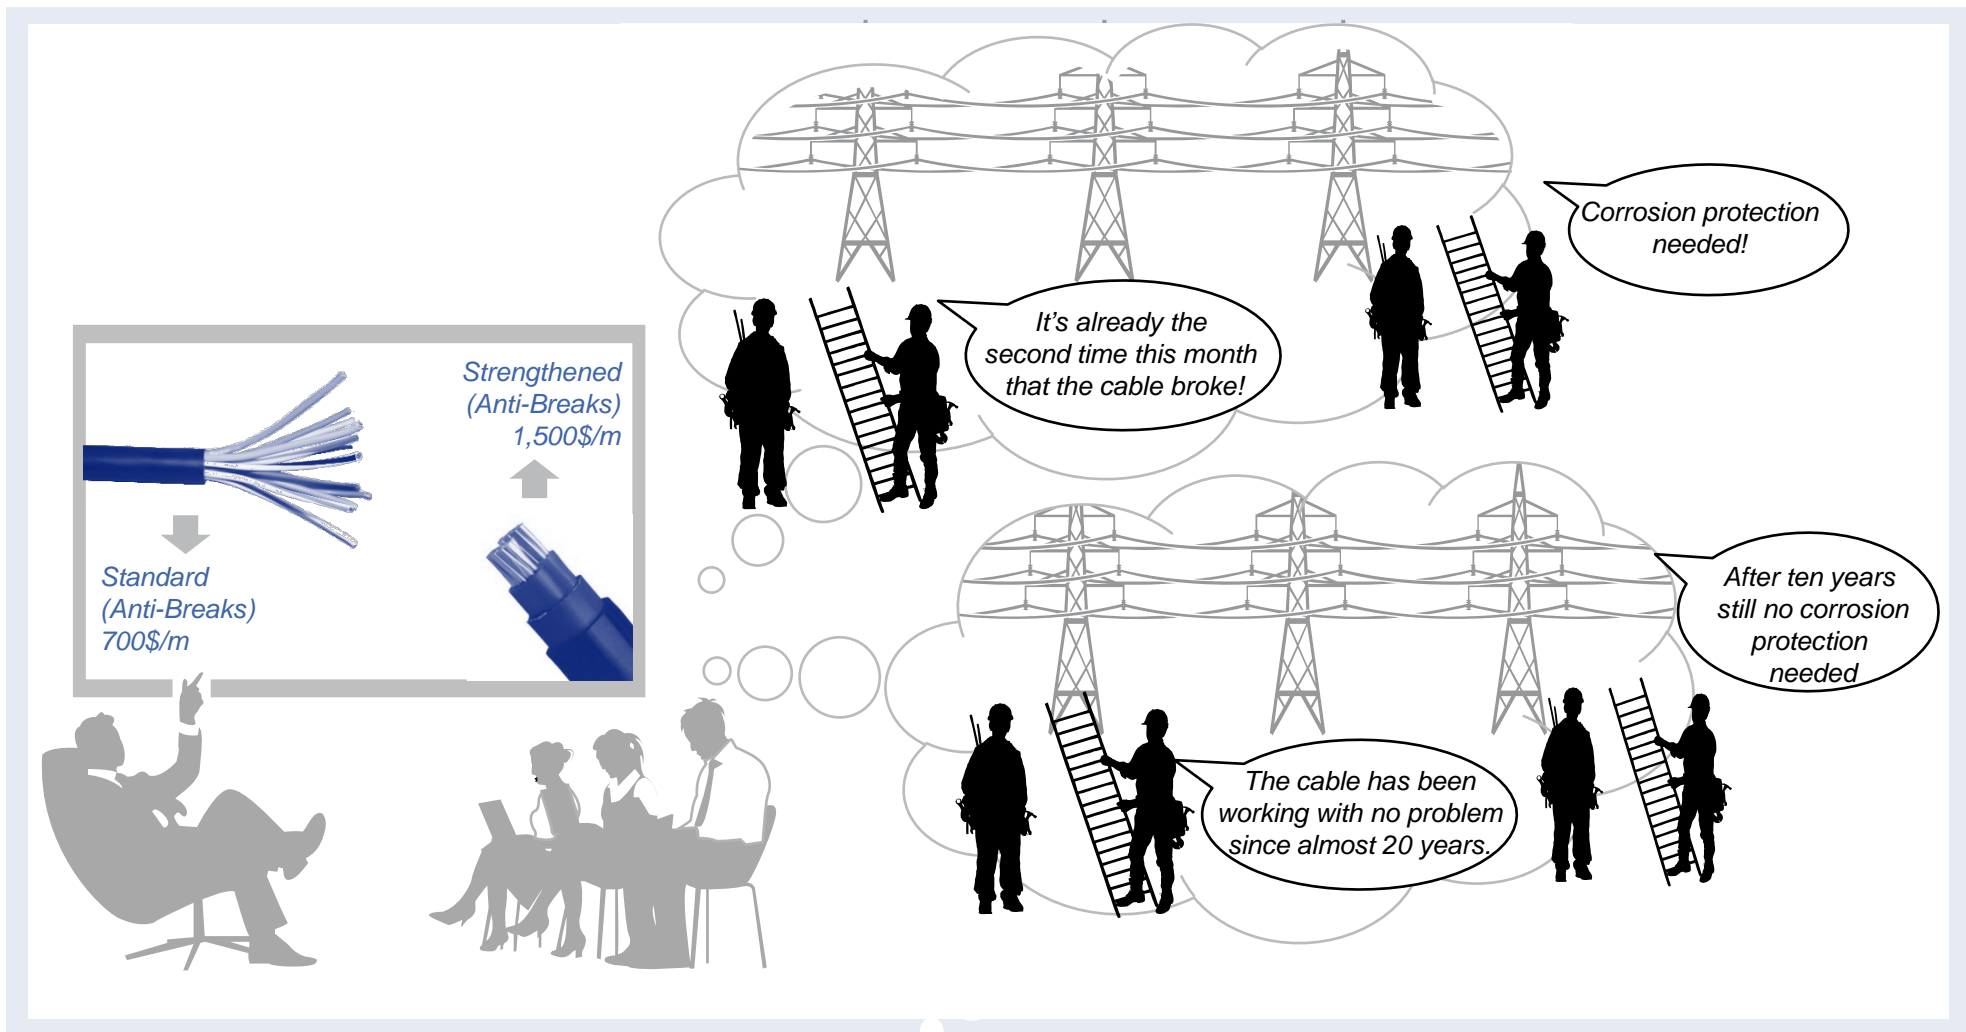 Corrosion protection
needed!
It’s already the
second time this month
that the cable broke!
Strengthened
(Anti-Breaks)
1,500$/m
Standard
(Anti-Breaks)
700$/m
After ten years
still no corrosion
protection
needed
The cable has been
working with no problem
since almost 20 years.